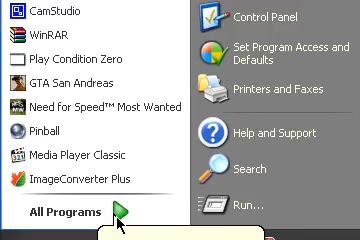 CamStudio
WinRAR
Play Condition Zero
GTA San Andreas
Need for Speed™ Most Wanted
Pinball
Media Player Classic
ImageConverter Plus
All Programs
Control Panel
Set Program Access and
Defaults
Printers and Faxes
Help and Support
Search
Run...